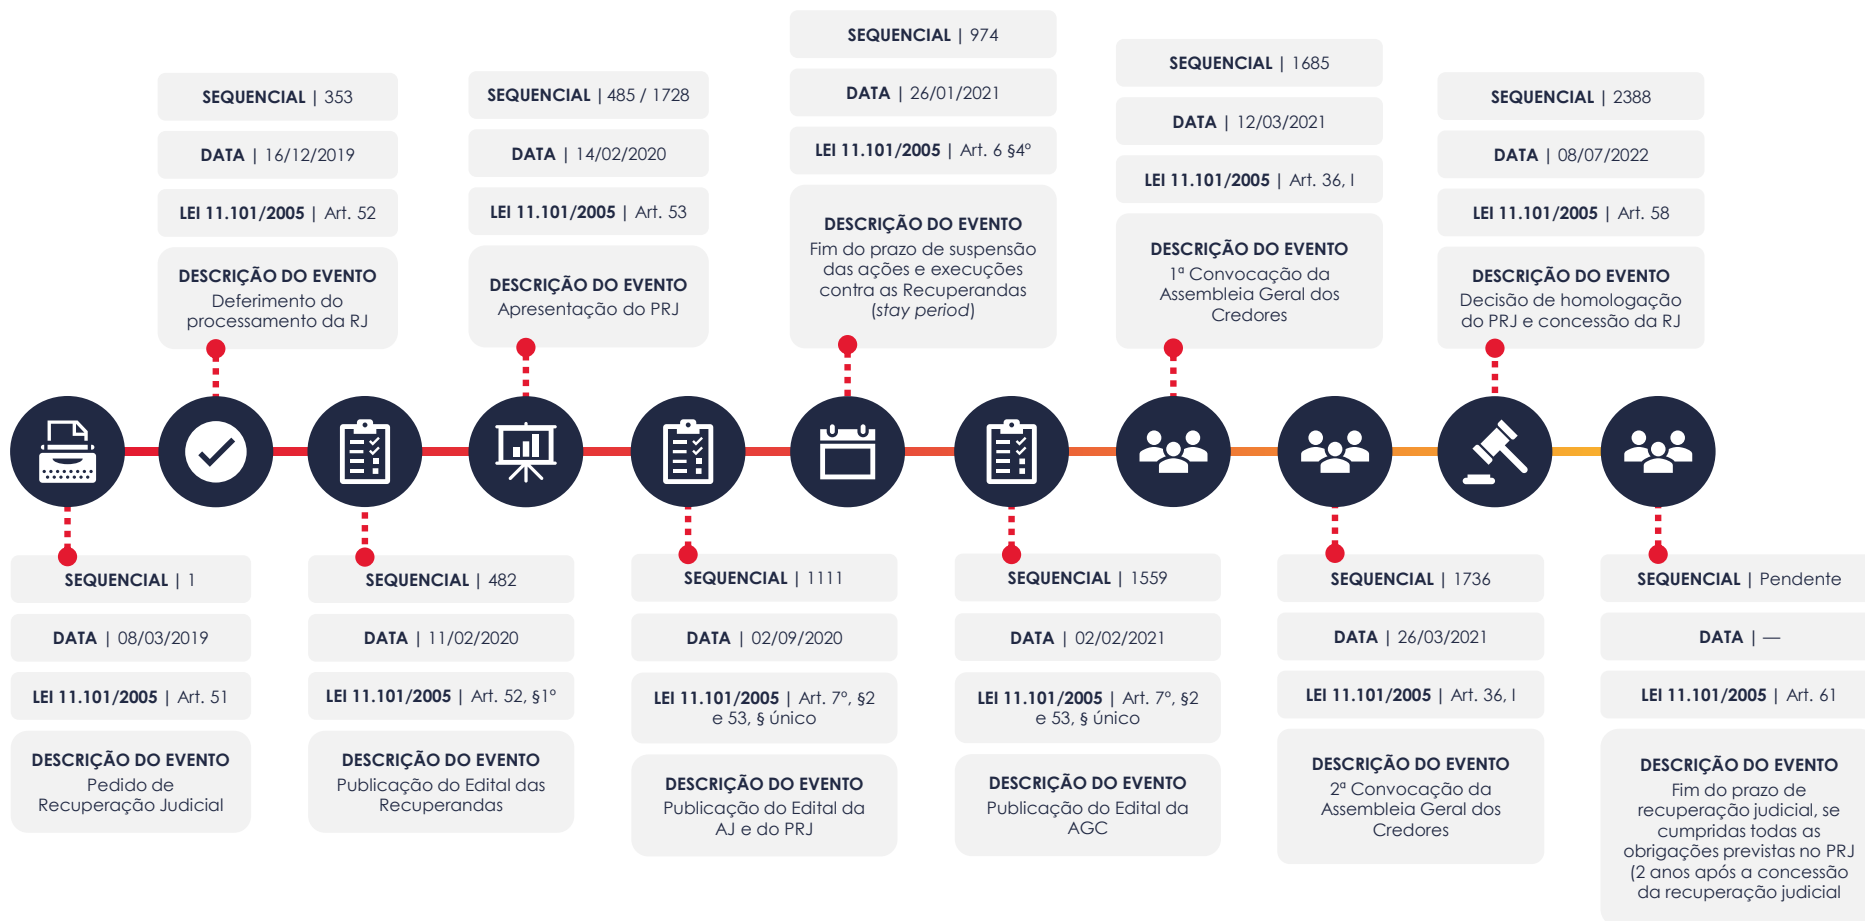 SEQUENCIAL | 1
DATA | 08/03/2019
LEI 11.101/2005 | Art. 51
DESCRIÇÃO DO EVENTO
Pedido de
Recuperação Judicial
SEQUENCIAL | 353
DATA | 16/12/2019
LEI 11.101/2005 | Art. 52
DESCRIÇÃO DO EVENTO
Deferimento do
processamento da RJ
SEQUENCIAL | 482
DATA | 11/02/2020
LEI 11.101/2005 | Art. 52, §1º
DESCRIÇÃO DO EVENTO
Publicação do Edital das
Recuperandas
SEQUENCIAL | 485 / 1728
DATA | 14/02/2020
LEI 11.101/2005 | Art. 53
DESCRIÇÃO DO EVENTO
Apresentação do PRJ
SEQUENCIAL | 1111
DATA | 02/09/2020
LEI 11.101/2005 | Art. 7º, §2
e 53, § único
DESCRIÇÃO DO EVENTO
Publicação do Edital da
AJ e do PRJ
SEQUENCIAL | 974
DATA | 26/01/2021
LEI 11.101/2005 | Art. 6 §4º
DESCRIÇÃO DO EVENTO
Fim do prazo de suspensão
das ações e execuções
contra as Recuperandas
(stay period)
SEQUENCIAL | 1559
DATA | 02/02/2021
LEI 11.101/2005 | Art. 7º, §2
e 53, § único
DESCRIÇÃO DO EVENTO
Publicação do Edital da
AGC
SEQUENCIAL | 1685
DATA | 12/03/2021
LEI 11.101/2005 | Art. 36, I
DESCRIÇÃO DO EVENTO
1ª Convocação da
Assembleia Geral dos
Credores
SEQUENCIAL | 1736
DATA | 26/03/2021
LEI 11.101/2005 | Art. 36, I
DESCRIÇÃO DO EVENTO
2ª Convocação da
Assembleia Geral dos
Credores
SEQUENCIAL | 2388
DATA | 08/07/2022
LEI 11.101/2005 | Art. 58
DESCRIÇÃO DO EVENTO
Decisão de homologação
do PRJ e concessão da RJ
SEQUENCIAL | Pendente
DATA | —
LEI 11.101/2005 | Art. 61
DESCRIÇÃO DO EVENTO
Fim do prazo de
recuperação judicial, se
cumpridas todas as
obrigações previstas no PRJ
(2 anos após a concessão
da recuperação judicial